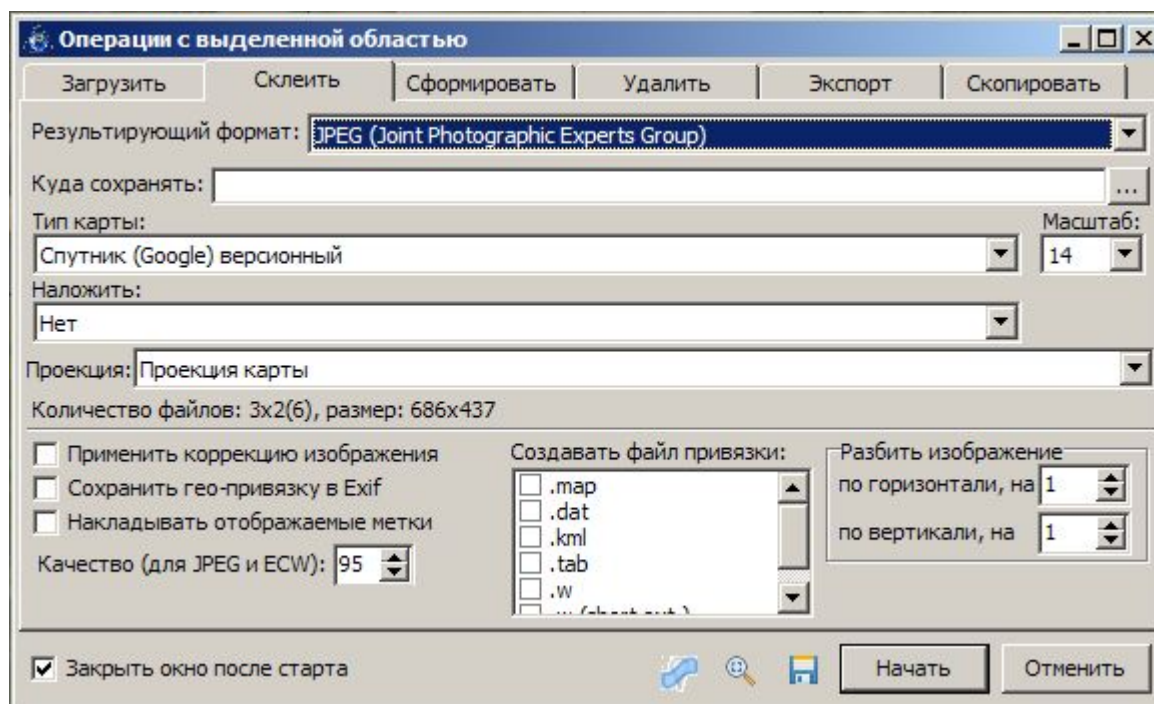 Операции с выделенной областью
Загрузить Склеить Сформировать Удалить Экспорт Скопировать
Результирующий формат: JPEG (Joint Photographic Experts Group)
Куда сохранять: ...
Тип карты: Масштаб:
Спутник (Google) версионный 14
Наложить:
Нет
Проекция: Проекция карты
Количество файлов: 3x2(6), размер: 686x437
Применить коррекцию изображения
Сохранить гео-привязку в Exif
Накладывать отображаемые метки
Качество (для JPEG и ECW): 95
Создавать файл привязки:
.map
.dat
.kml
.tab
.w
Разбить изображение
по горизонтали, на 1
по вертикали, на 1
Закрыть окно после старта
Начать Отменить